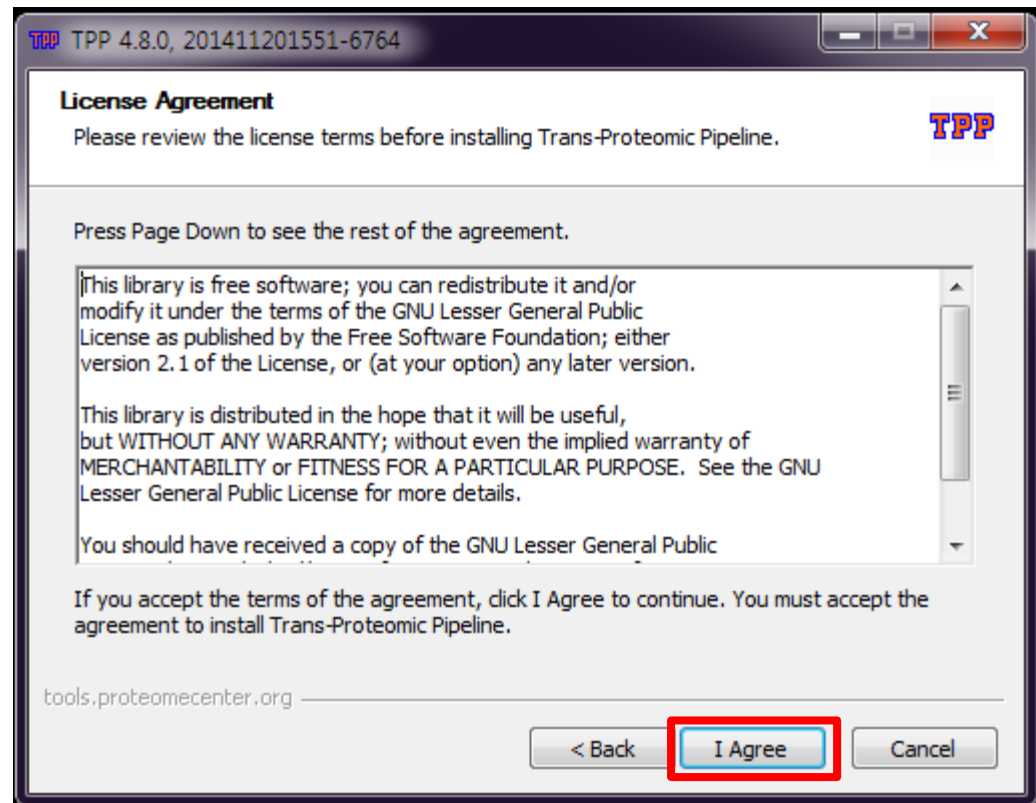 TPP TPP 4.8.0, 201411201551-6764
License Agreement
Please review the license terms before installing Trans-Proteomic Pipeline.
TPP
Press Page Down to see the rest of the agreement.
This library is free software; you can redistribute it and/or
modify it under the terms of the GNU Lesser General Public
License as published by the Free Software Foundation; either
version 2.1 of the License, or (at your option) any later version.
This library is distributed in the hope that it will be useful,
but WITHOUT ANY WARRANTY; without even the implied warranty of
MERCHANTABILITY or FITNESS FOR A PARTICULAR PURPOSE.  See the GNU
Lesser General Public License for more details.
You should have received a copy of the GNU Lesser General Public
If you accept the terms of the agreement, click I Agree to continue. You must accept the
agreement to install Trans-Proteomic Pipeline.
tools.proteomecenter.org
< Back I Agree Cancel